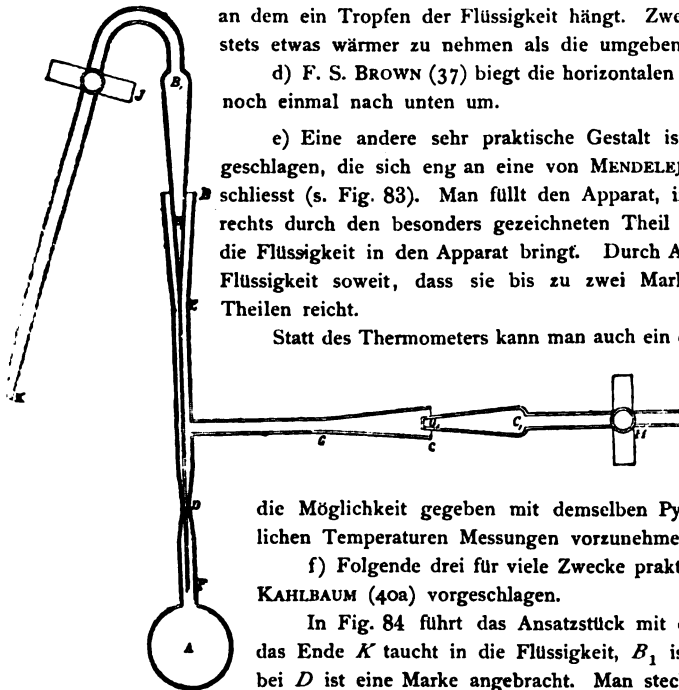 an dem ein Tropfen der Flüssigkeit hängt. Zwe
stets etwas wärmer zu nehmen als die umgeben
d) F. S. BROWN (37) biegt die horizontalen
noch einmal nach unten um.
e) Eine andere sehr praktische Gestalt is
geschlagen, die sich eng an eine von MENDELEJ
schliesst (s. Fig. 83). Man füllt den Apparat, i
rechts durch den besonders gezeichneten Theil
die Flüssigkeit in den Apparat bringt. Durch A
Flüssigkeit soweit, dass sie bis zu zwei Mark
Theilen reicht.
Statt des Thermometers kann man auch ein
J
B,
B
E
K
G
C
C,
H
D
F
A
die Möglichkeit gegeben mit demselben Py
lichen Temperaturen Messungen vorzunehme
f) Folgende drei für viele Zwecke prakt
KAHLBAUM (40a) vorgeschlagen.
In Fig. 84 führt das Ansatzstück mit
das Ende K taucht in die Flüssigkeit, B₁ is
bei D ist eine Marke angebracht. Man stec